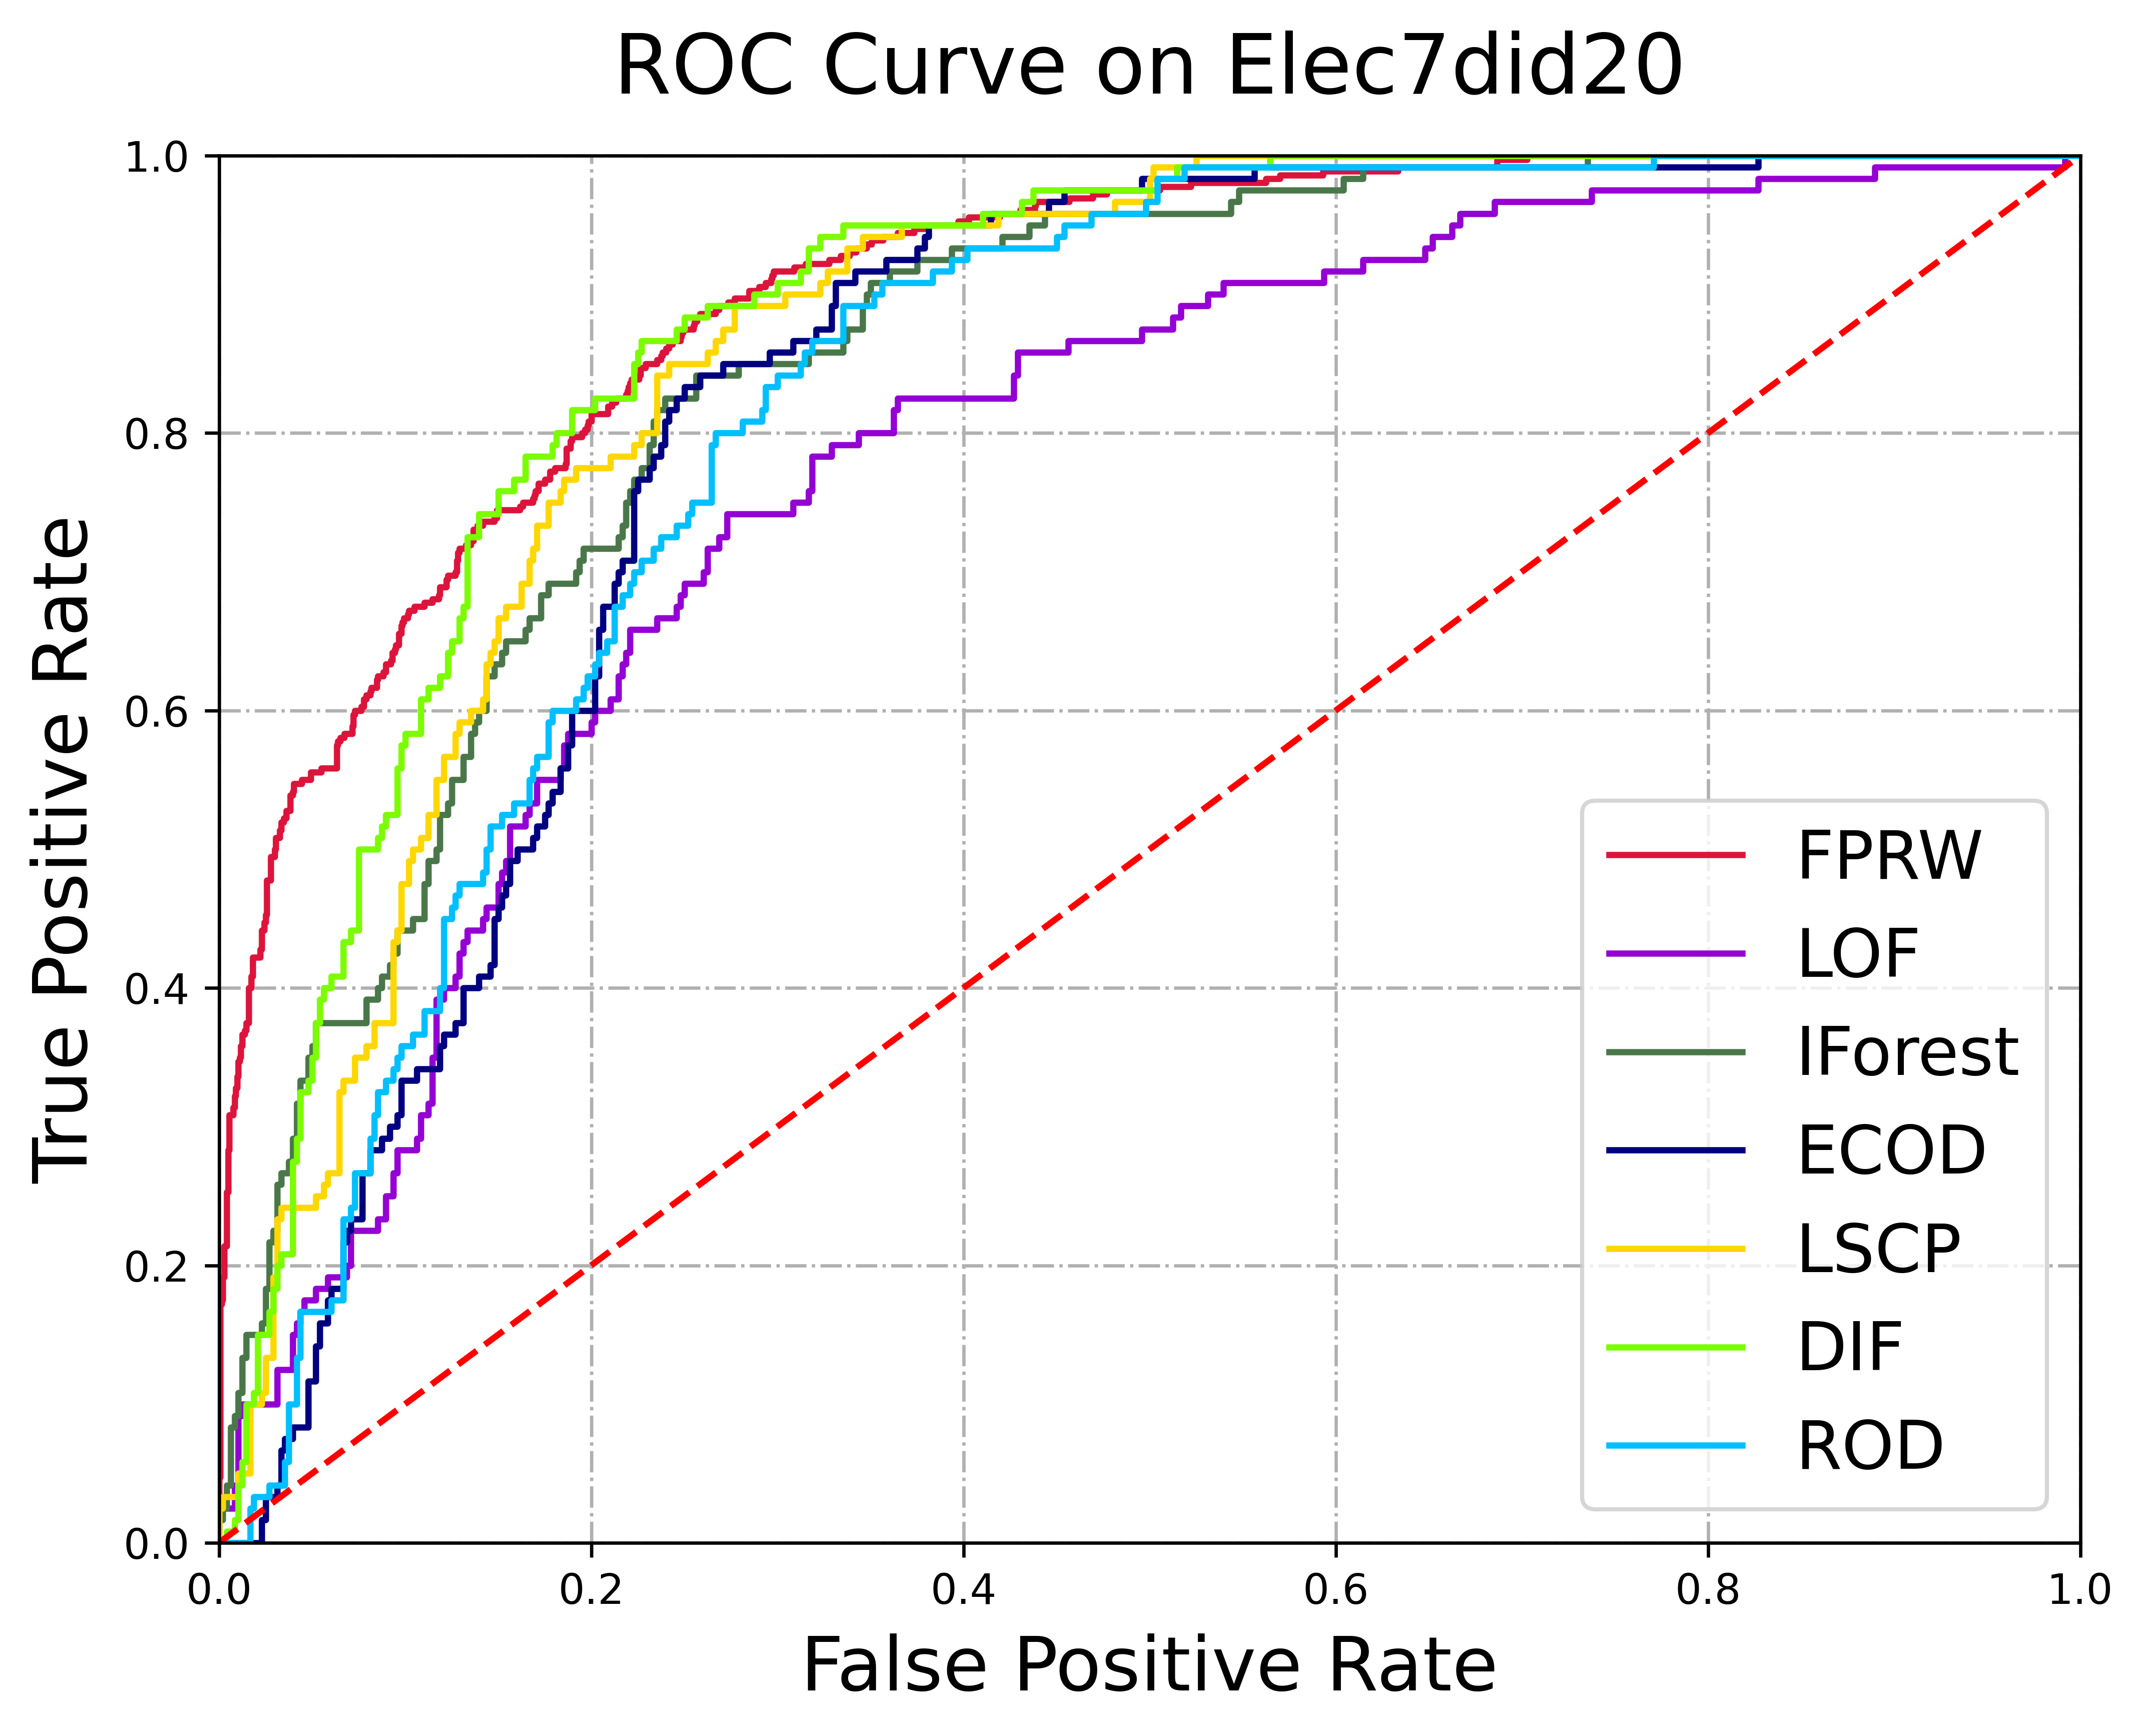 ROC Curve on Elec7did20
True Positive Rate
1.0
0.8
0.6
0.4
0.2
0.0
FPRW
LOF
IForest
ECOD
LSCP
DIF
ROD
0.0 0.2 0.4 0.6 0.8 1.0
False Positive Rate